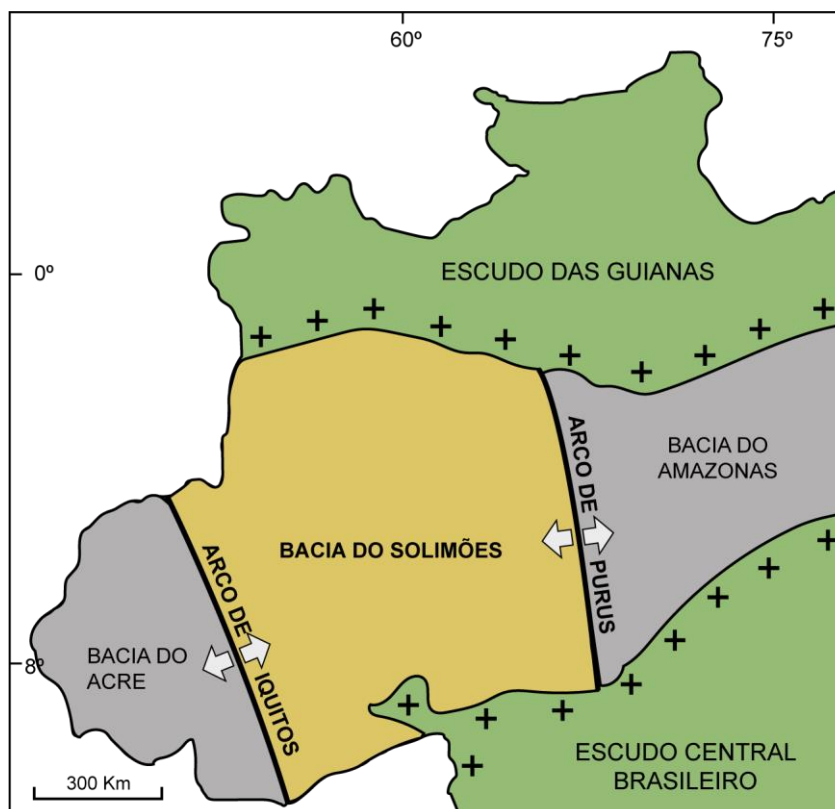 60º
75º
0º
ESCUDO DAS GUIANAS
ARCO DE
PURUS
BACIA DO
AMAZONAS
BACIA DO SOLIMÕES
ARCO DE
IQUITOS
8º
BACIA DO
ACRE
ESCUDO CENTRAL
BRASILEIRO
300 Km